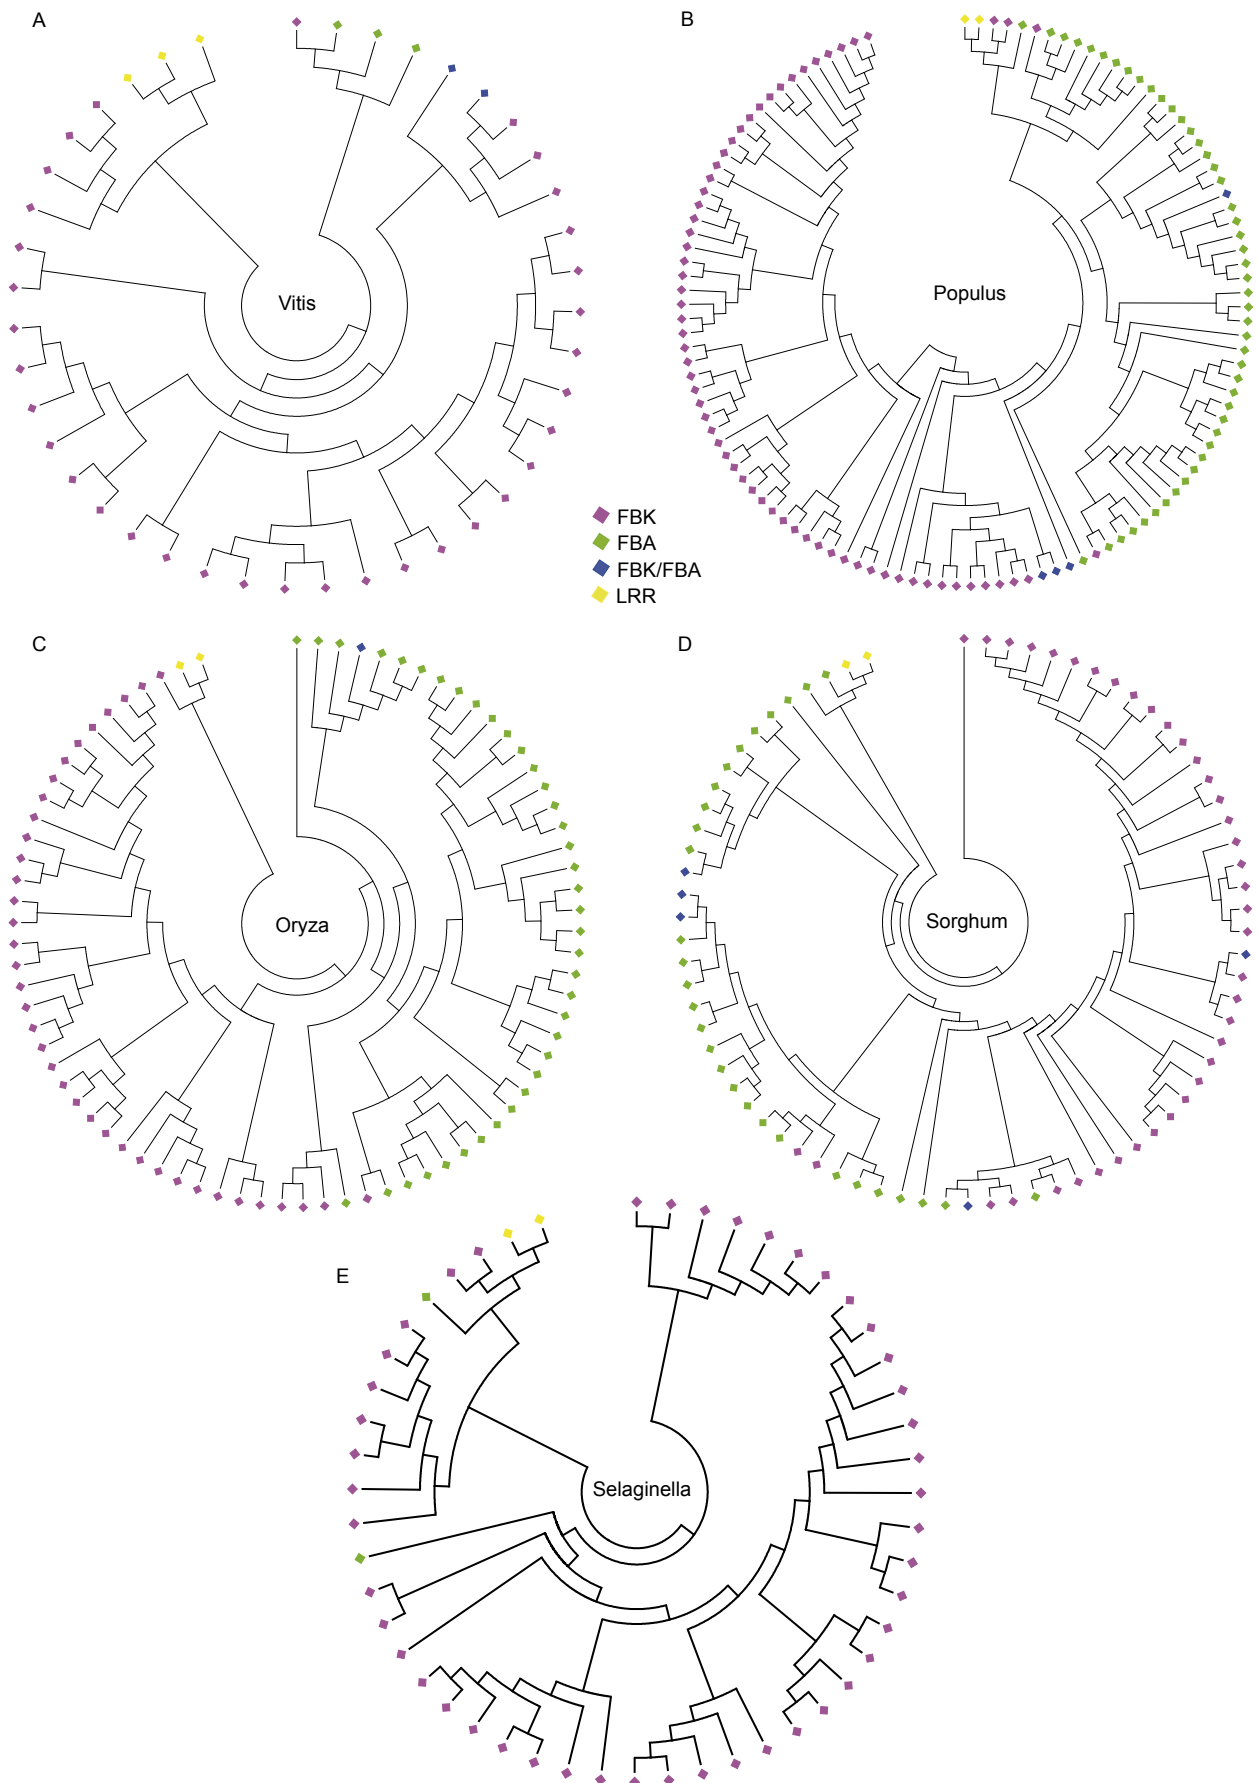 A
B
Vitis
Populus
FBK
FBA
FBK/FBA
LRR
C
D
Oryza
Sorghum
E
Selaginella